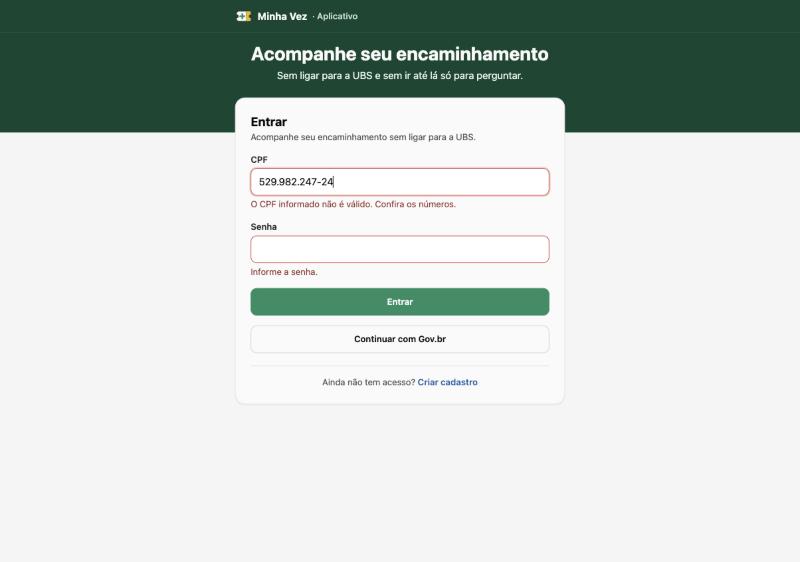 Minha Vez · Aplicativo
Acompanhe seu encaminhamento
Sem ligar para a UBS e sem ir até lá só para perguntar.
Entrar
Acompanhe seu encaminhamento sem ligar para a UBS.
CPF
529.982.247-24
O CPF informado não é válido. Confira os números.
Senha
Informe a senha.
Entrar
Continuar com Gov.br
Ainda não tem acesso? Criar cadastro